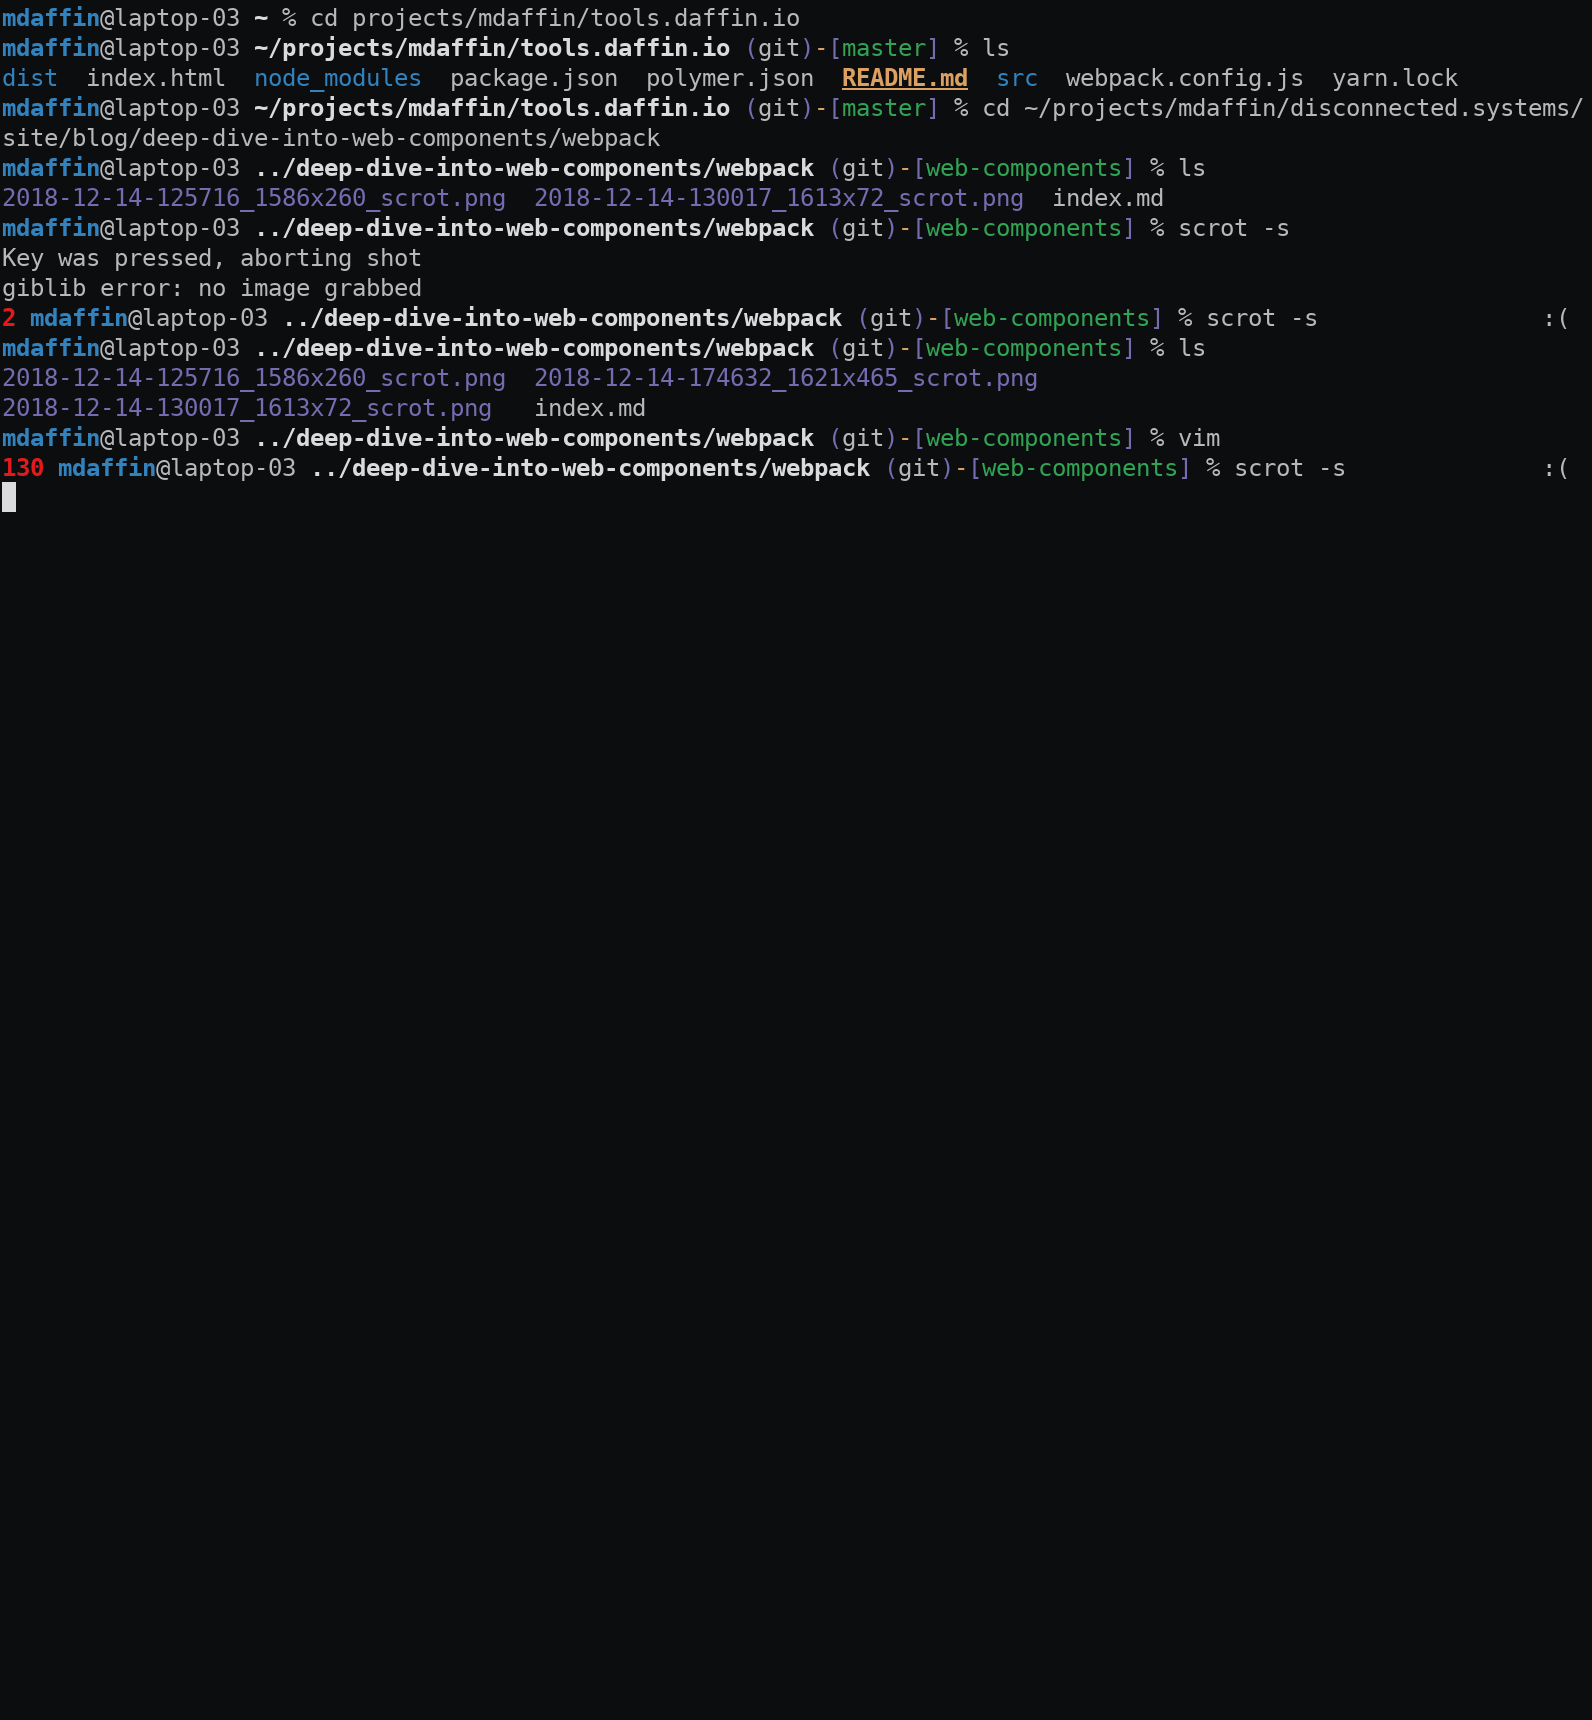 mdaffin@laptop-03 ~ % cd projects/mdaffin/tools.daffin.io
mdaffin@laptop-03 ~/projects/mdaffin/tools.daffin.io (git)-[master] % ls
dist  index.html  node_modules  package.json  polymer.json  README.md  src  webpack.config.js  yarn.lock
mdaffin@laptop-03 ~/projects/mdaffin/tools.daffin.io (git)-[master] % cd ~/projects/mdaffin/disconnected.systems/
site/blog/deep-dive-into-web-components/webpack
mdaffin@laptop-03 ../deep-dive-into-web-components/webpack (git)-[web-components] % ls
2018-12-14-125716_1586x260_scrot.png  2018-12-14-130017_1613x72_scrot.png  index.md
mdaffin@laptop-03 ../deep-dive-into-web-components/webpack (git)-[web-components] % scrot -s
Key was pressed, aborting shot
giblib error: no image grabbed
2 mdaffin@laptop-03 ../deep-dive-into-web-components/webpack (git)-[web-components] % scrot -s                :(
mdaffin@laptop-03 ../deep-dive-into-web-components/webpack (git)-[web-components] % ls
2018-12-14-125716_1586x260_scrot.png  2018-12-14-174632_1621x465_scrot.png
2018-12-14-130017_1613x72_scrot.png   index.md
mdaffin@laptop-03 ../deep-dive-into-web-components/webpack (git)-[web-components] % vim
130 mdaffin@laptop-03 ../deep-dive-into-web-components/webpack (git)-[web-components] % scrot -s              :(